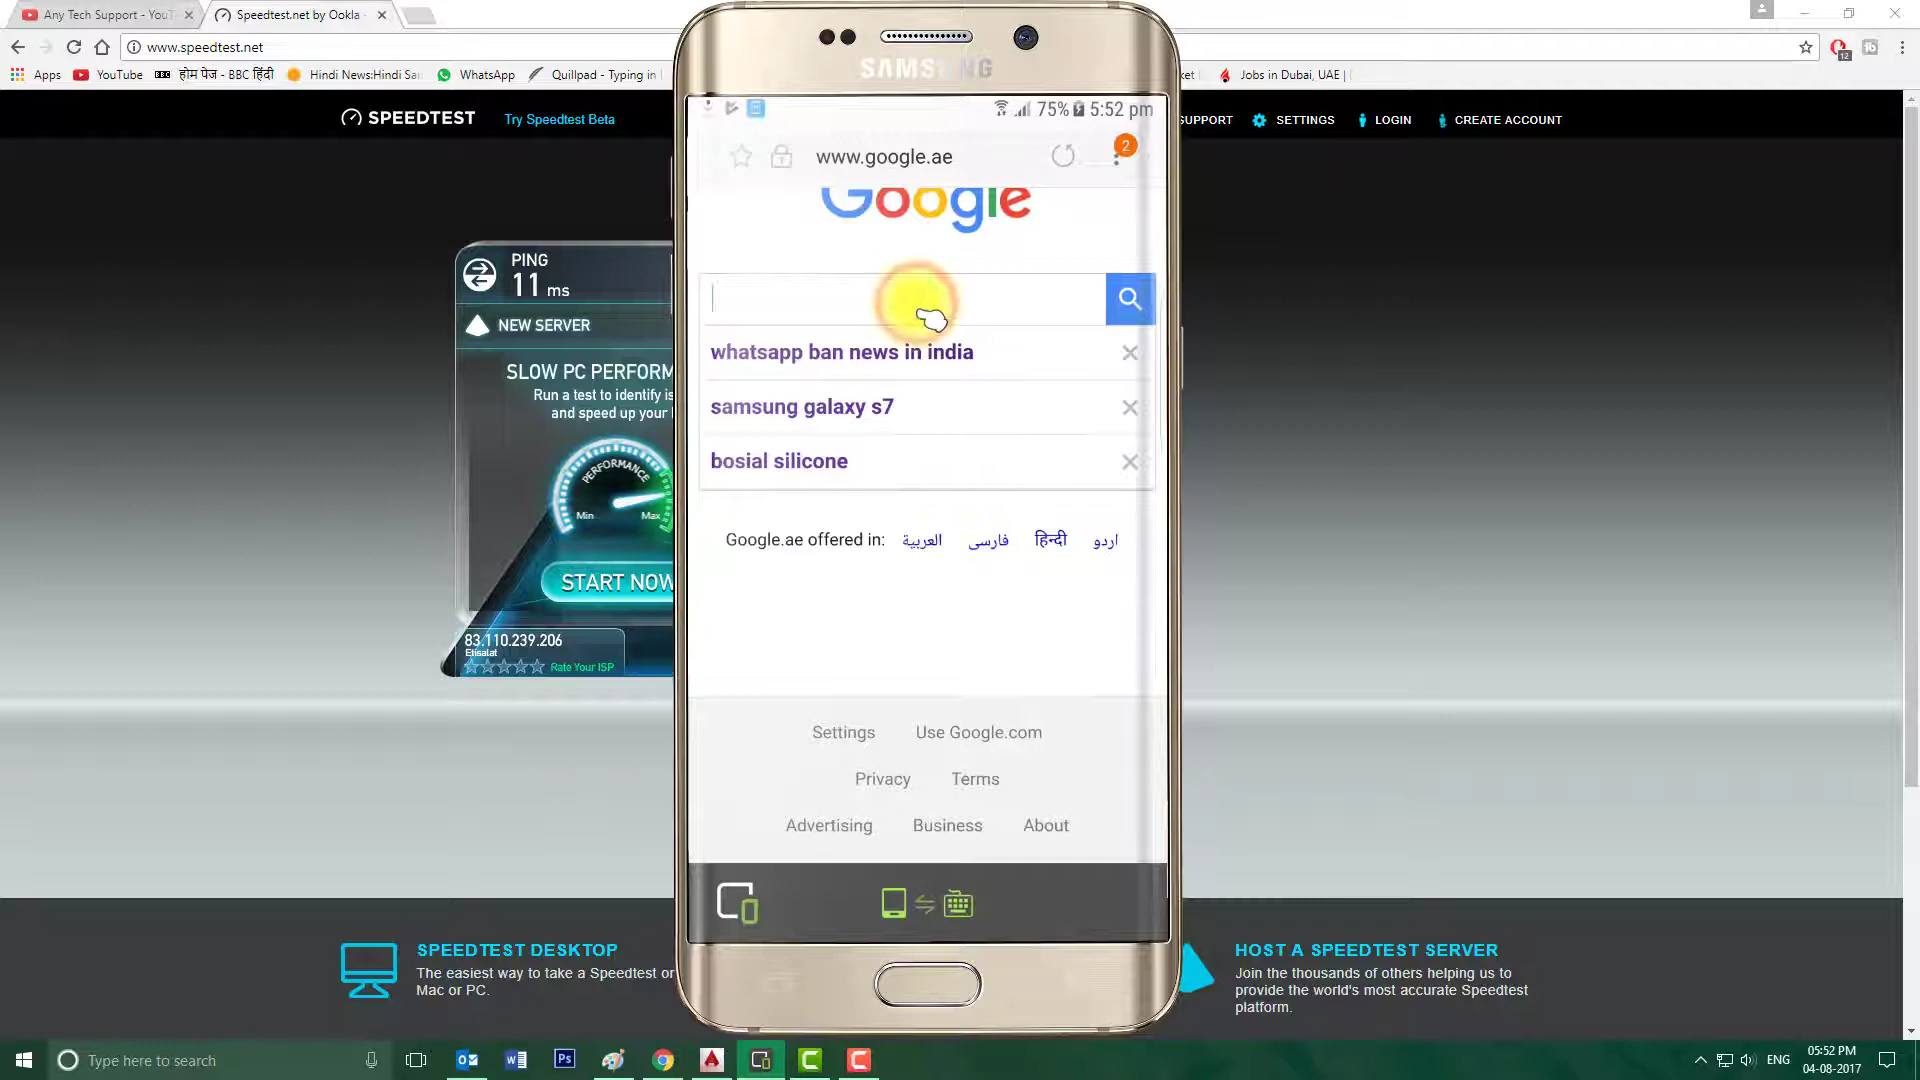 Any Tech Support - YouT
Speedtest.net by Ookla -
www.speedtest.net
12
Apps
YouTube
BBC
होम पेज - BBC हिंदी
Hindi News:Hindi Sa
WhatsApp
Quillpad - Typing in
ket
Jobs in Dubai, UAE |
SPEEDTEST
Try Speedtest Beta
SUPPORT
SETTINGS
LOGIN
CREATE ACCOUNT
PING
11 ms
NEW SERVER
SLOW PC PERFORM
Run a test to identify is
and speed up your
PERFORMANCE
Min
Max
START NOW
83.110.239.206
Etisalat
Rate Your ISP
SAMSUNG
75%
5:52 pm
www.google.ae
2
Google
whatsapp ban news in india
samsung galaxy s7
bosial silicone
Google.ae offered in: العربية فارسی हिन्दी اردو
Settings Use Google.com
Privacy Terms
Advertising Business About
SPEEDTEST DESKTOP
The easiest way to take a Speedtest on
Mac or PC.
HOST A SPEEDTEST SERVER
Join the thousands of others helping us to
provide the world's most accurate Speedtest
platform.
Type here to search
Ps
ENG
05:52 PM
04-08-2017